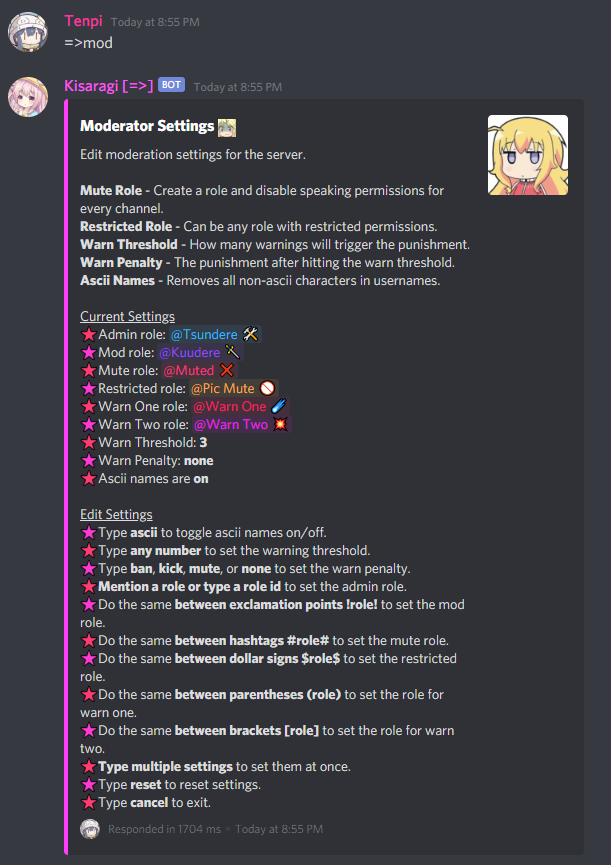 Tenpi Today at 8:55 PM
=>mod
Kisaragi [=>] BOT Today at 8:55 PM
Moderator Settings
Edit moderation settings for the server.
Mute Role - Create a role and disable speaking permissions for
every channel.
Restricted Role - Can be any role with restricted permissions.
Warn Threshold - How many warnings will trigger the punishment.
Warn Penalty - The punishment after hitting the warn threshold.
Ascii Names - Removes all non-ascii characters in usernames.
Current Settings
Admin role: @Tsundere
Mod role: @Kuudere
Mute role: @Muted
Restricted role: @Pic Mute
Warn One role: @Warn One
Warn Two role: @Warn Two
Warn Threshold: 3
Warn Penalty: none
Ascii names are on
Edit Settings
Type ascii to toggle ascii names on/off.
Type any number to set the warning threshold.
Type ban, kick, mute, or none to set the warn penalty.
Mention a role or type a role id to set the admin role.
Do the same between exclamation points !role! to set the mod
role.
Do the same between hashtags #role# to set the mute role.
Do the same between dollar signs $role$ to set the restricted
role.
Do the same between parentheses (role) to set the role for
warn one.
Do the same between brackets [role] to set the role for warn
two.
Type multiple settings to set them at once.
Type reset to reset settings.
Type cancel to exit.
Responded in 1704 ms • Today at 8:55 PM